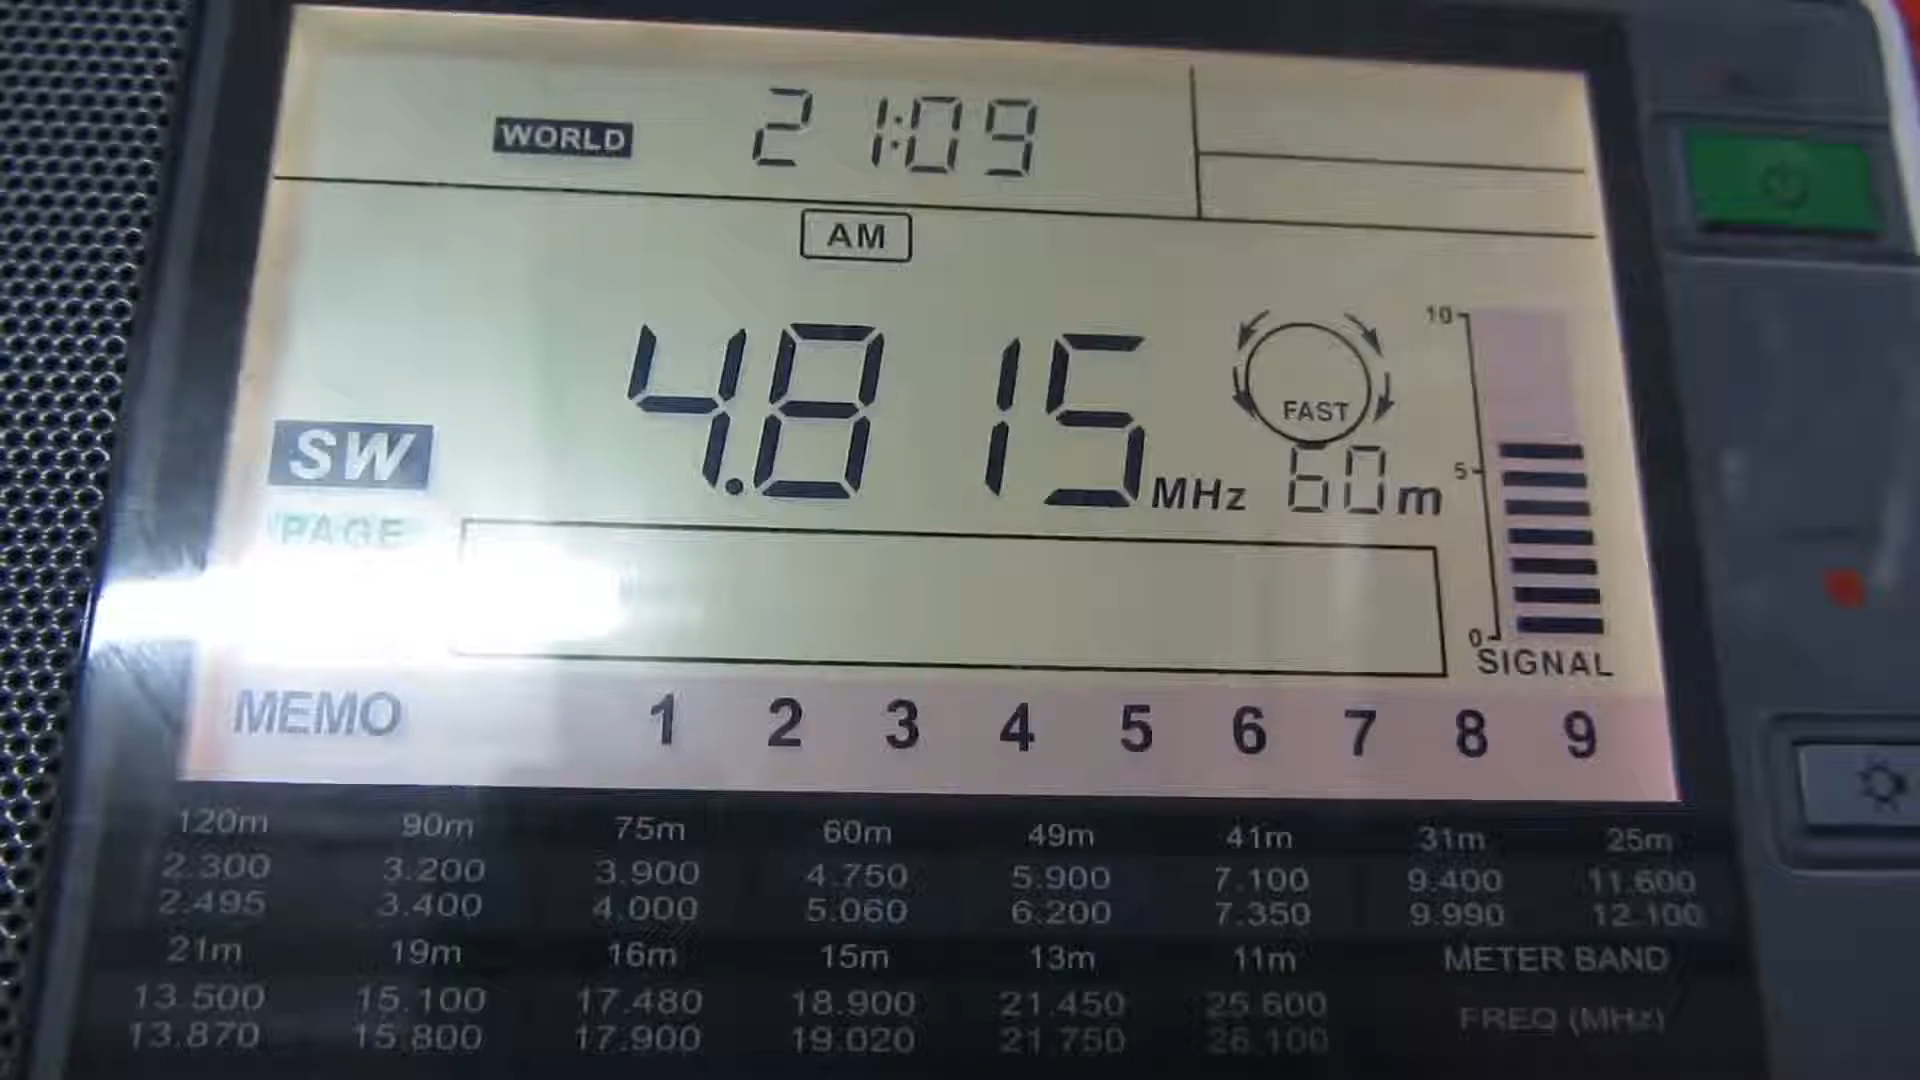 WORLD 21:09
AM
10
4.815 MHz FAST 60m
SW
5
PAGE
0
SIGNAL
MEMO 1 2 3 4 5 6 7 8 9
120m 90m 75m 60m 49m 41m 31m 25m
2.300 3.200 3.900 4.750 5.900 7.100 9.400 11.600
2.495 3.400 4.000 5.060 6.200 7.350 9.990 12.100
21m 19m 16m 15m 13m 11m METER BAND
13.500 15.100 17.480 18.900 21.450 25.600 FREQ (MHz)
13.870 15.800 17.900 19.020 21.750 26.100